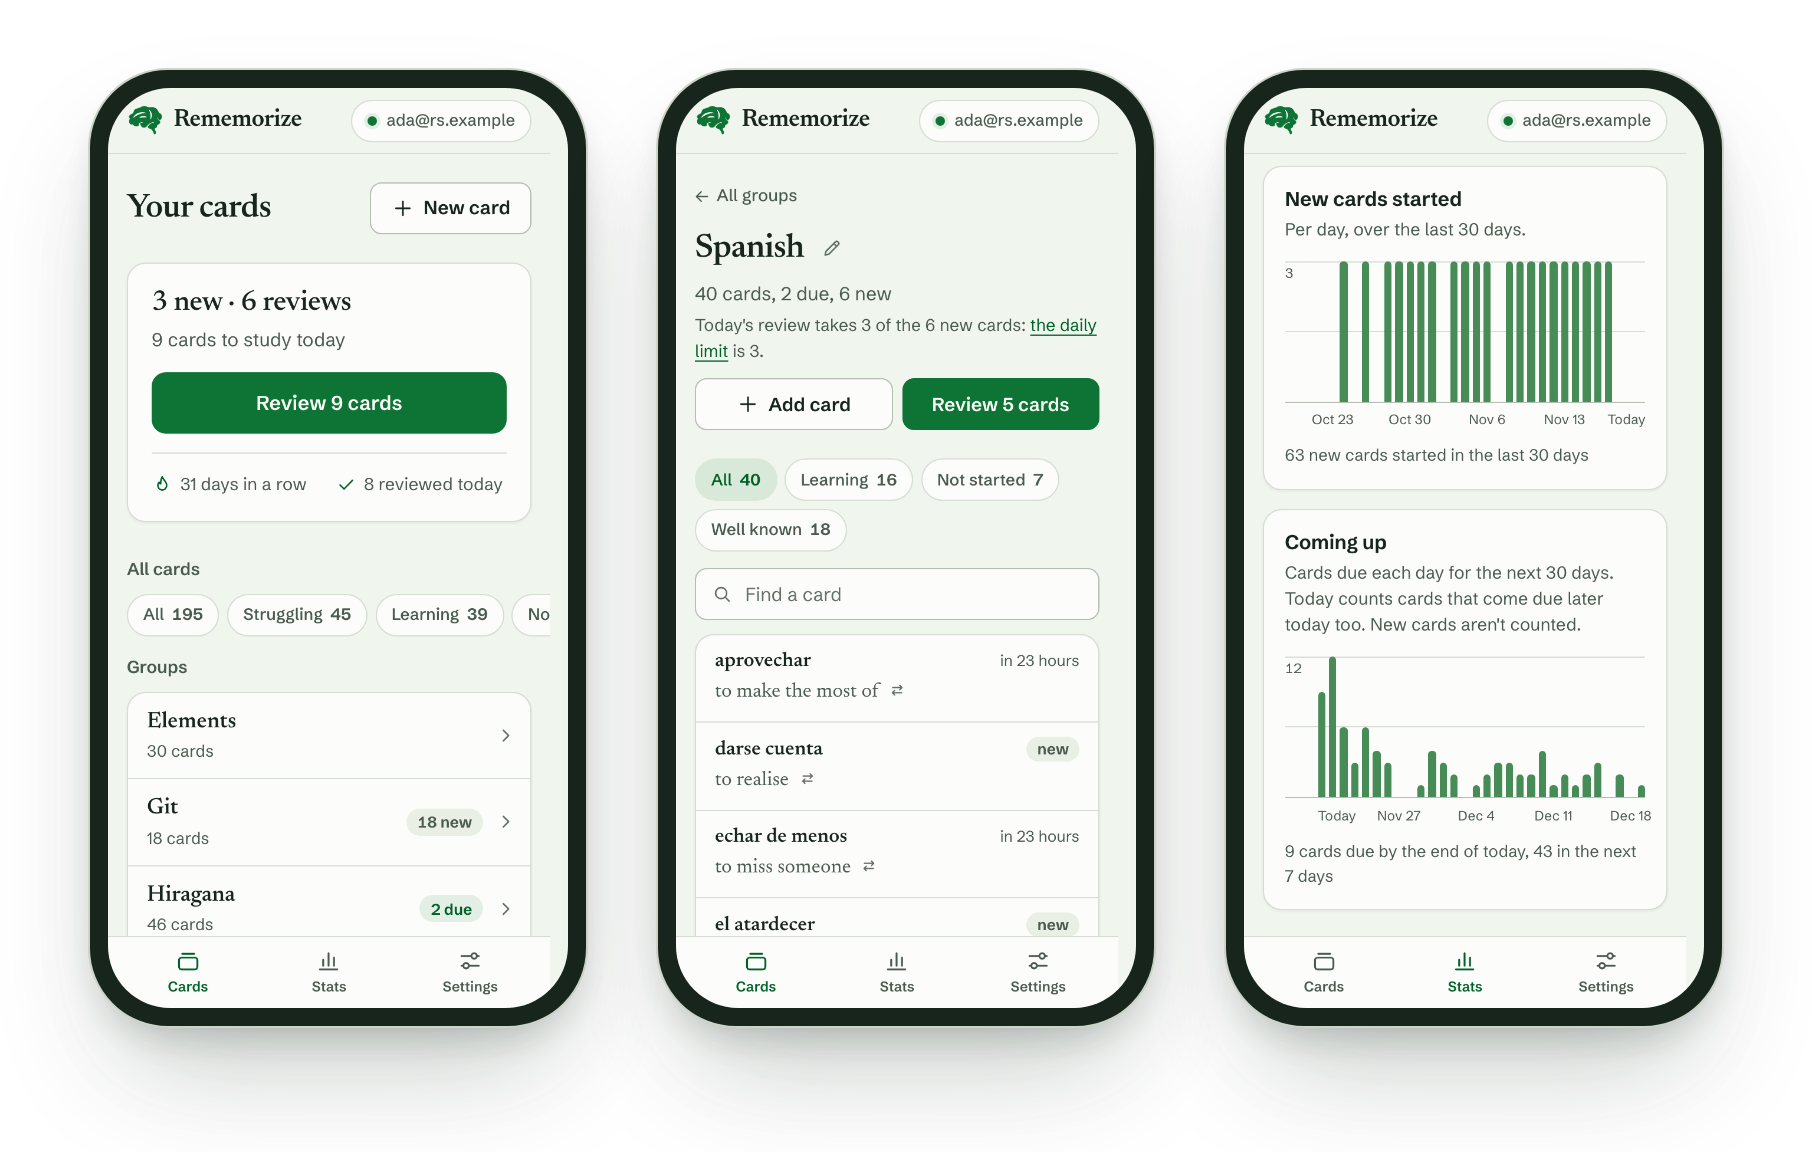 Rememorize
ada@rs.example
Your cards
New card
3 new · 6 reviews
9 cards to study today
Review 9 cards
31 days in a row
8 reviewed today
All cards
All 195
Struggling 45
Learning 39
No
Groups
Elements
30 cards
Git
18 cards
18 new
Hiragana
46 cards
2 due
Cards
Stats
Settings
Rememorize
ada@rs.example
All groups
Spanish
40 cards, 2 due, 6 new
Today's review takes 3 of the 6 new cards: the daily
limit is 3.
Add card
Review 5 cards
All 40
Learning 16
Not started 7
Well known 18
Find a card
aprovechar
in 23 hours
to make the most of
darse cuenta
new
to realise
echar de menos
in 23 hours
to miss someone
el atardecer
new
Cards
Stats
Settings
Rememorize
ada@rs.example
New cards started
Per day, over the last 30 days.
3
Oct 23
Oct 30
Nov 6
Nov 13
Today
63 new cards started in the last 30 days
Coming up
Cards due each day for the next 30 days.
Today counts cards that come due later
today too. New cards aren't counted.
12
Today
Nov 27
Dec 4
Dec 11
Dec 18
9 cards due by the end of today, 43 in the next
7 days
Cards
Stats
Settings